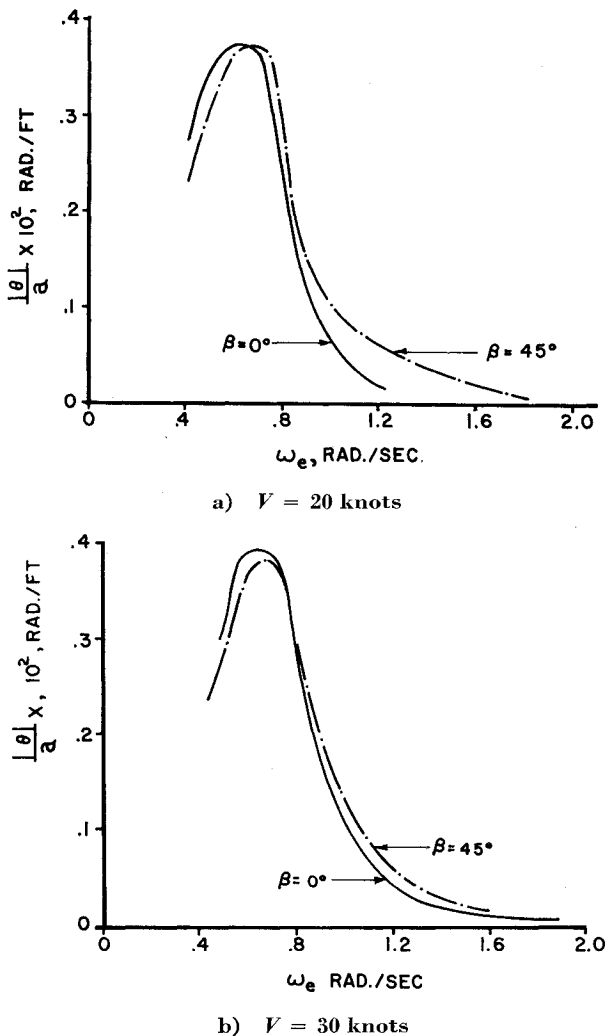 .4
.3
.2
.1
0
|θ|/a X 10², RAD./FT
β=0°
β=45°
0 .4 .8 1.2 1.6 2.0
ωe, RAD./SEC.
a) V = 20 knots
.4
.3
.2
.1
0
|θ|/a X, 10², RAD./FT
β=45°
β=0°
0 .4 .8 1.2 1.6 2.0
ωe RAD./SEC
b) V = 30 knots